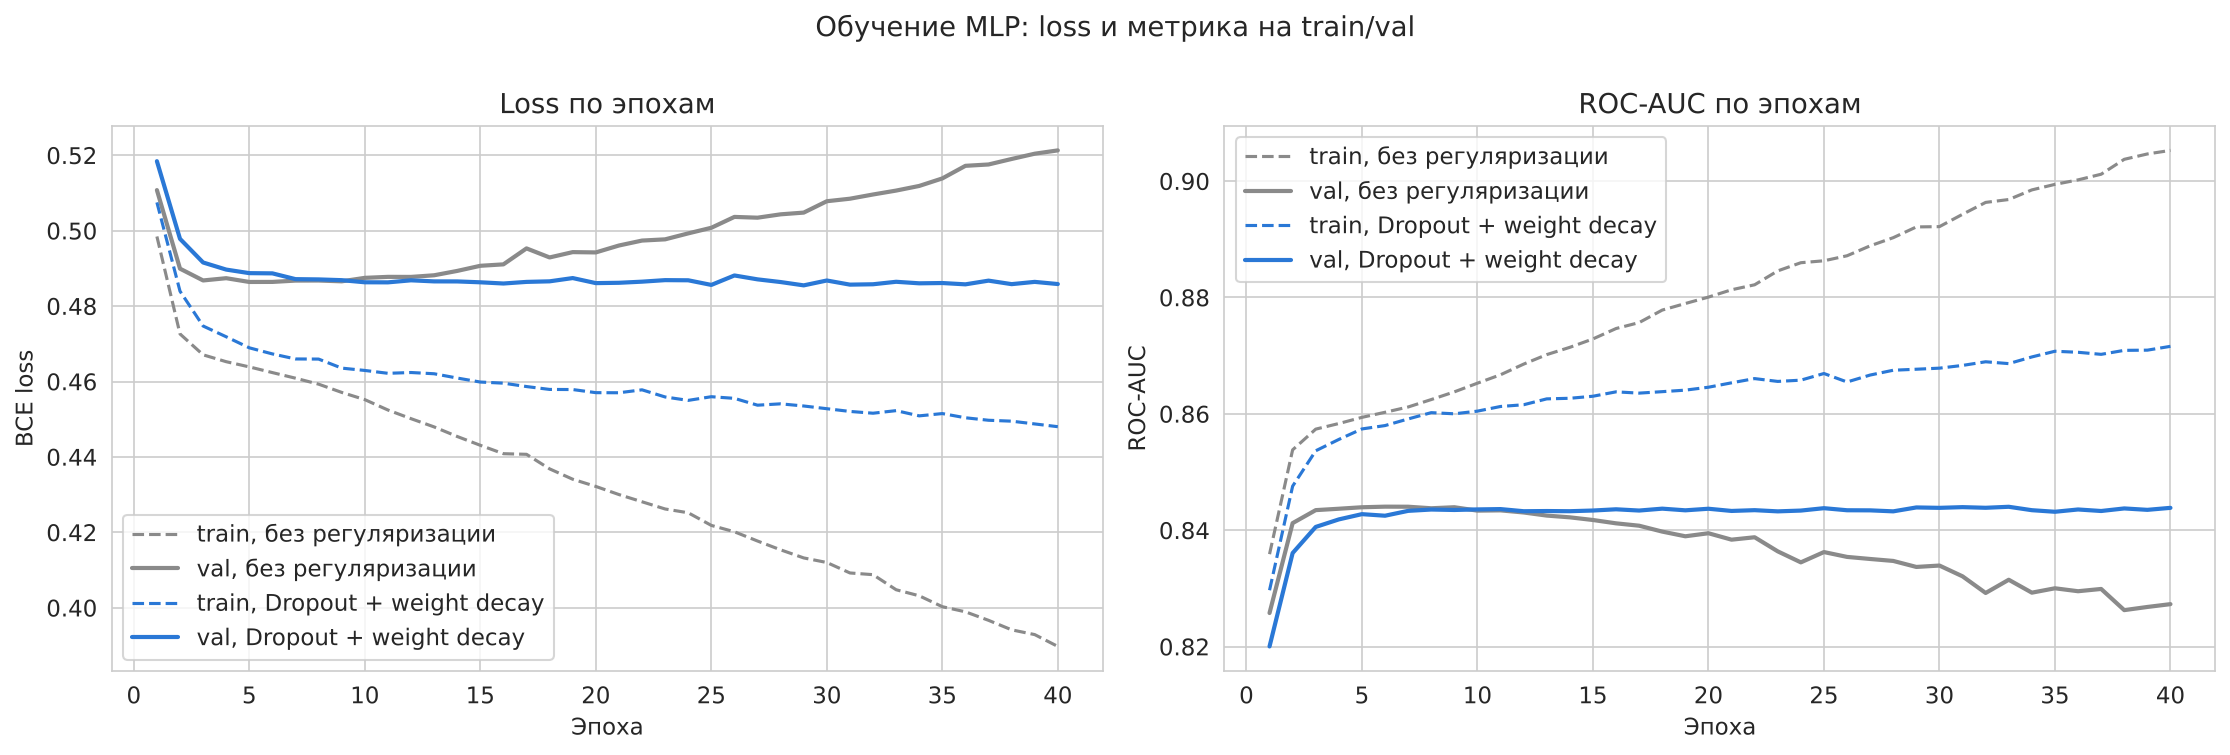 Обучение MLP: loss и метрика на train/val
Loss по эпохам
BCE loss
0.52
0.50
0.48
0.46
0.44
0.42
0.40
train, без регуляризации
val, без регуляризации
train, Dropout + weight decay
val, Dropout + weight decay
0 5 10 15 20 25 30 35 40
Эпоха
ROC-AUC по эпохам
ROC-AUC
0.90
0.88
0.86
0.84
0.82
train, без регуляризации
val, без регуляризации
train, Dropout + weight decay
val, Dropout + weight decay
0 5 10 15 20 25 30 35 40
Эпоха